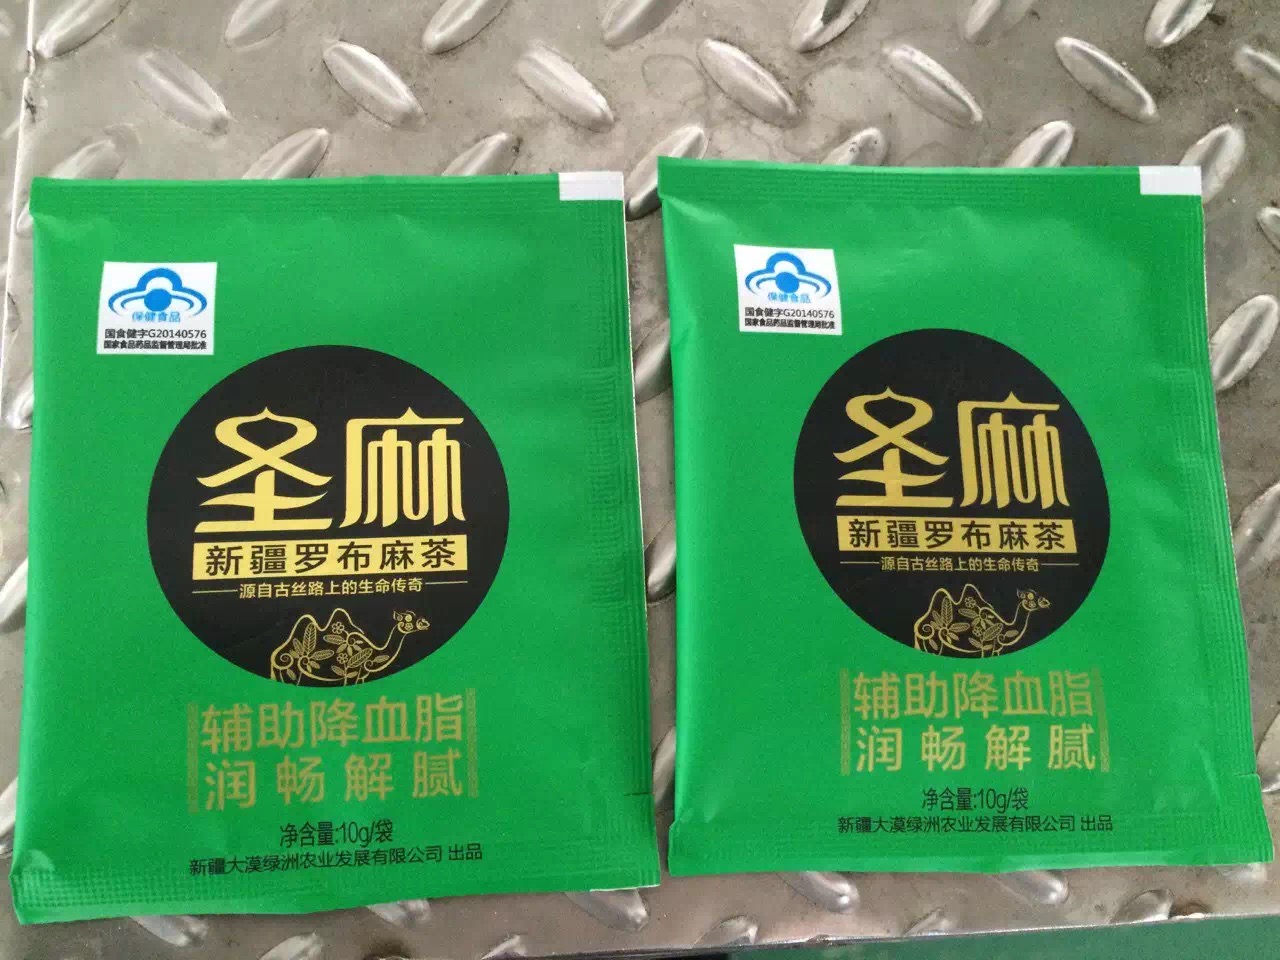 保健食品
国食健字G20140576
国家食品药品监督管理局批准
圣麻
新疆罗布麻茶
源自古丝路上的生命传奇
辅助降血脂
润畅解腻
净含量:10g/袋
新疆大漠绿洲农业发展有限公司 出品
保健食品
国食健字G20140576
国家食品药品监督管理局批准
圣麻
新疆罗布麻茶
源自古丝路上的生命传奇
辅助降血脂
润畅解腻
净含量:10g/袋
新疆大漠绿洲农业发展有限公司 出品